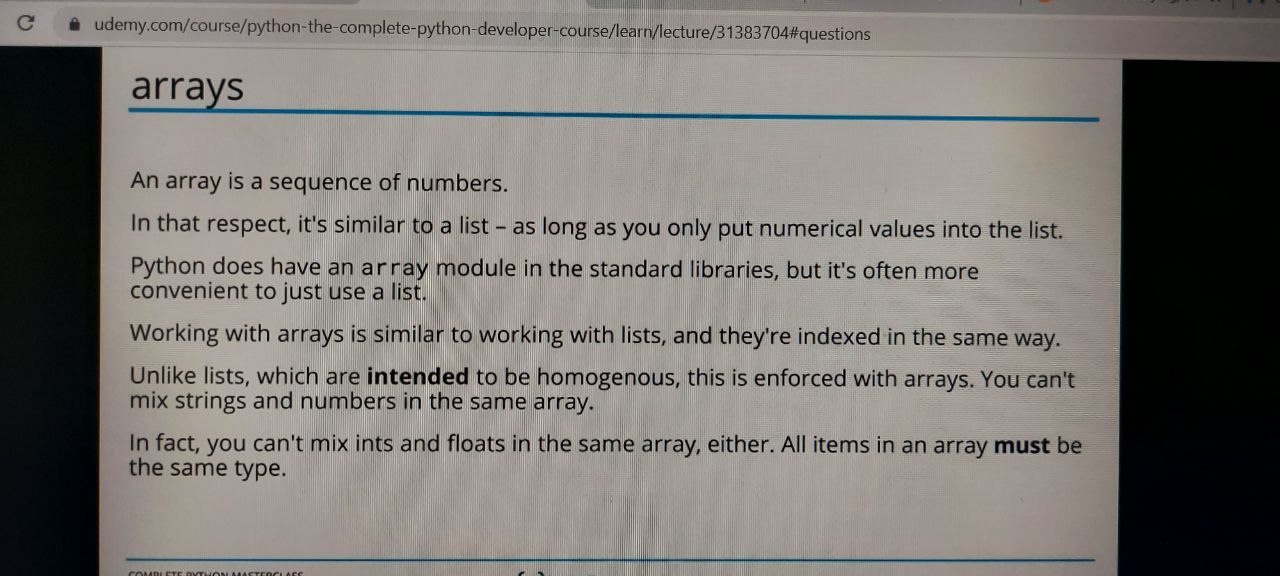 udemy.com/course/python-the-complete-python-developer-course/learn/lecture/31383704#questions
arrays
An array is a sequence of numbers.
In that respect, it's similar to a list – as long as you only put numerical values into the list.
Python does have an array module in the standard libraries, but it's often more
convenient to just use a list.
Working with arrays is similar to working with lists, and they're indexed in the same way.
Unlike lists, which are intended to be homogenous, this is enforced with arrays. You can't
mix strings and numbers in the same array.
In fact, you can't mix ints and floats in the same array, either. All items in an array must be
the same type.
COMPLETE PYTHON MASTERCLASS